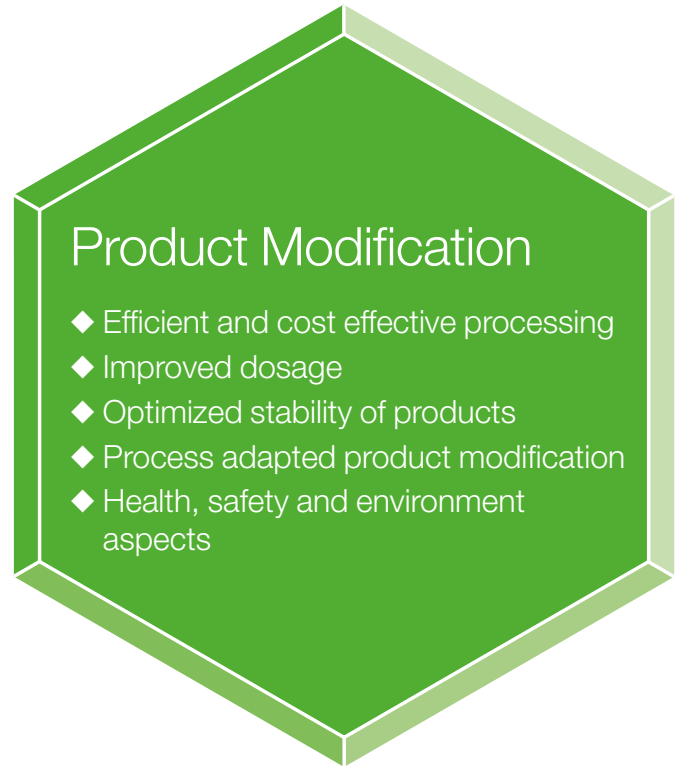 Product Modification
◆ Efficient and cost effective processing
◆ Improved dosage
◆ Optimized stability of products
◆ Process adapted product modification
◆ Health, safety and environment
aspects